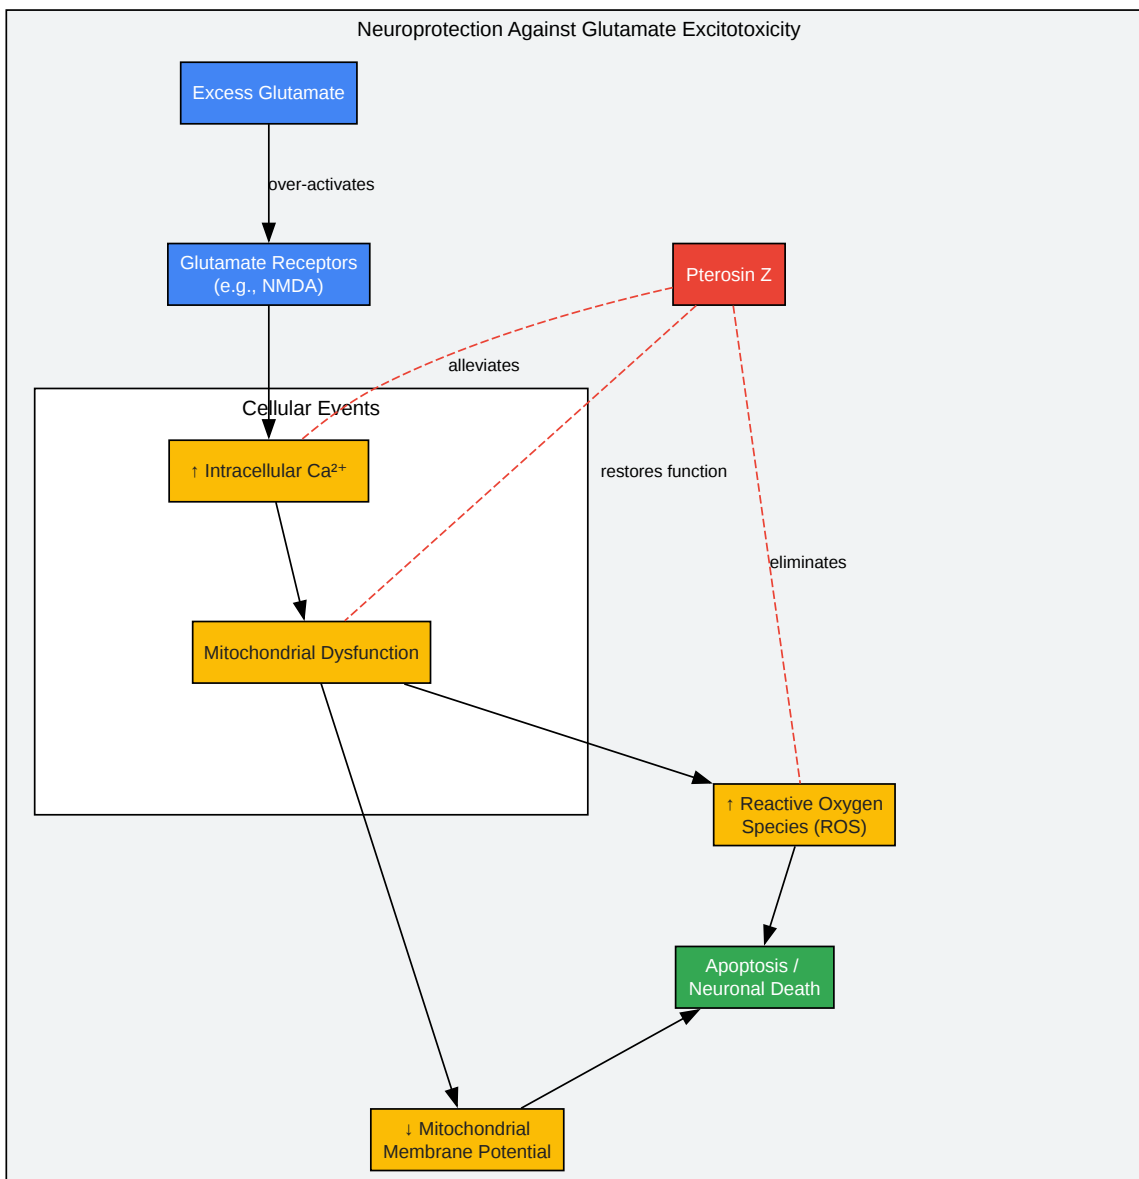 Neuroprotection Against Glutamate Excitotoxicity
Excess Glutamate
over-activates
Glutamate Receptors
(e.g., NMDA)
Pterosin Z
alleviates
Cellular Events
↑ Intracellular Ca²⁺
restores function
eliminates
Mitochondrial Dysfunction
↑ Reactive Oxygen
Species (ROS)
Apoptosis /
Neuronal Death
↓ Mitochondrial
Membrane Potential